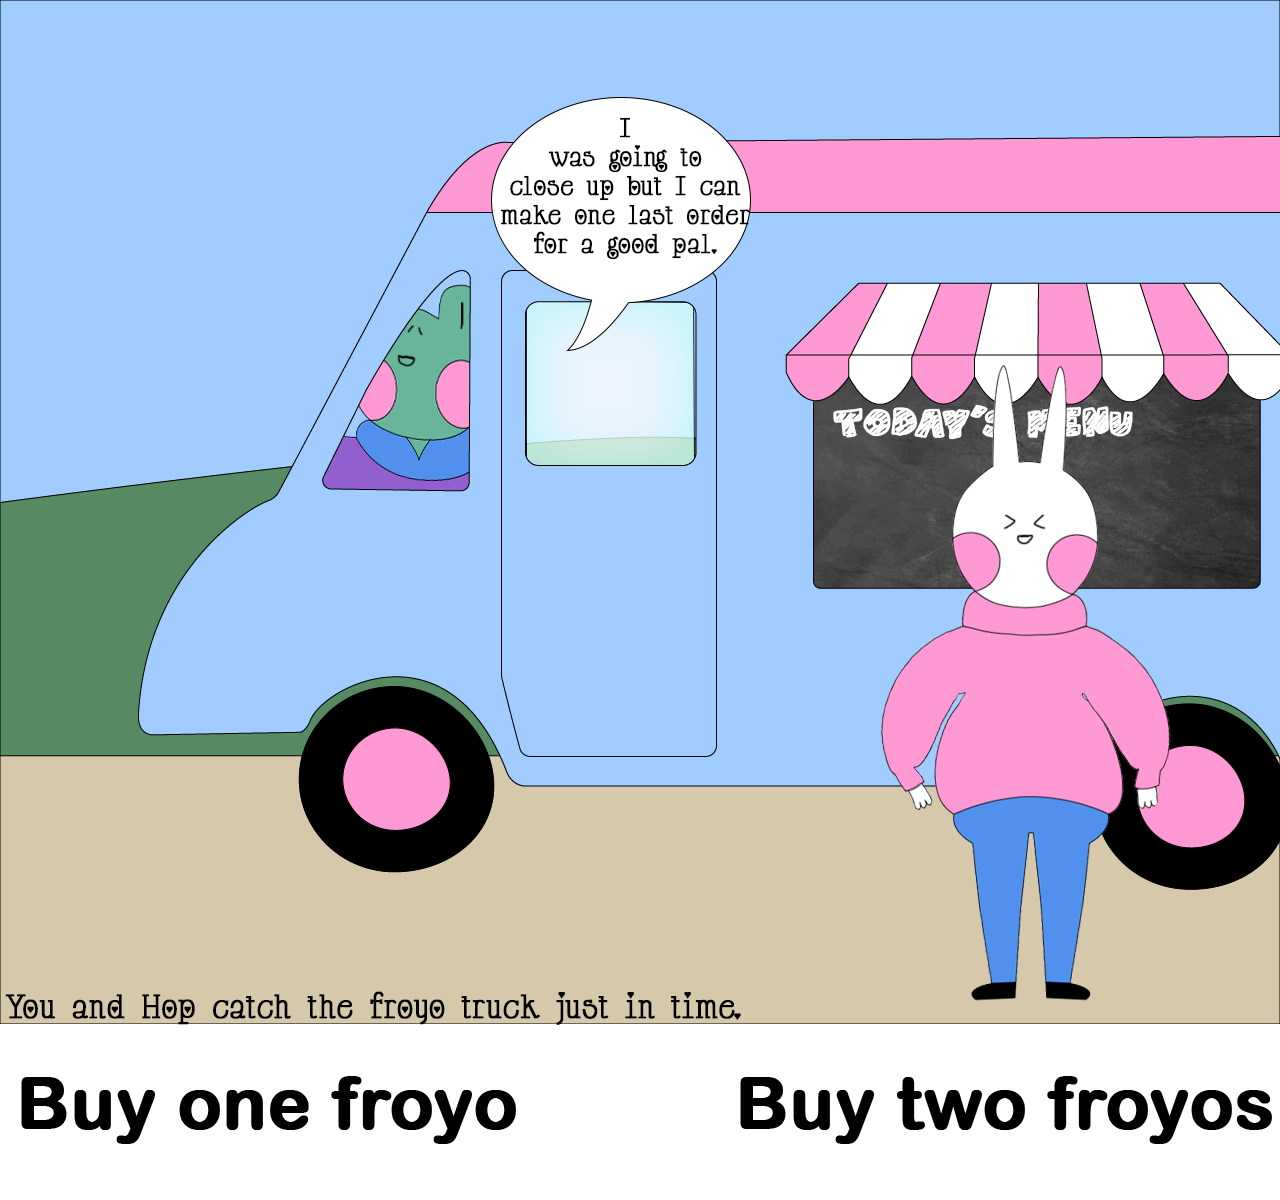 I
was going to
close up but I can
make one last order
for a good pal.
TODAY'S MENU
You and Hop catch the froyo truck just in time.
Buy one froyo
Buy two froyos